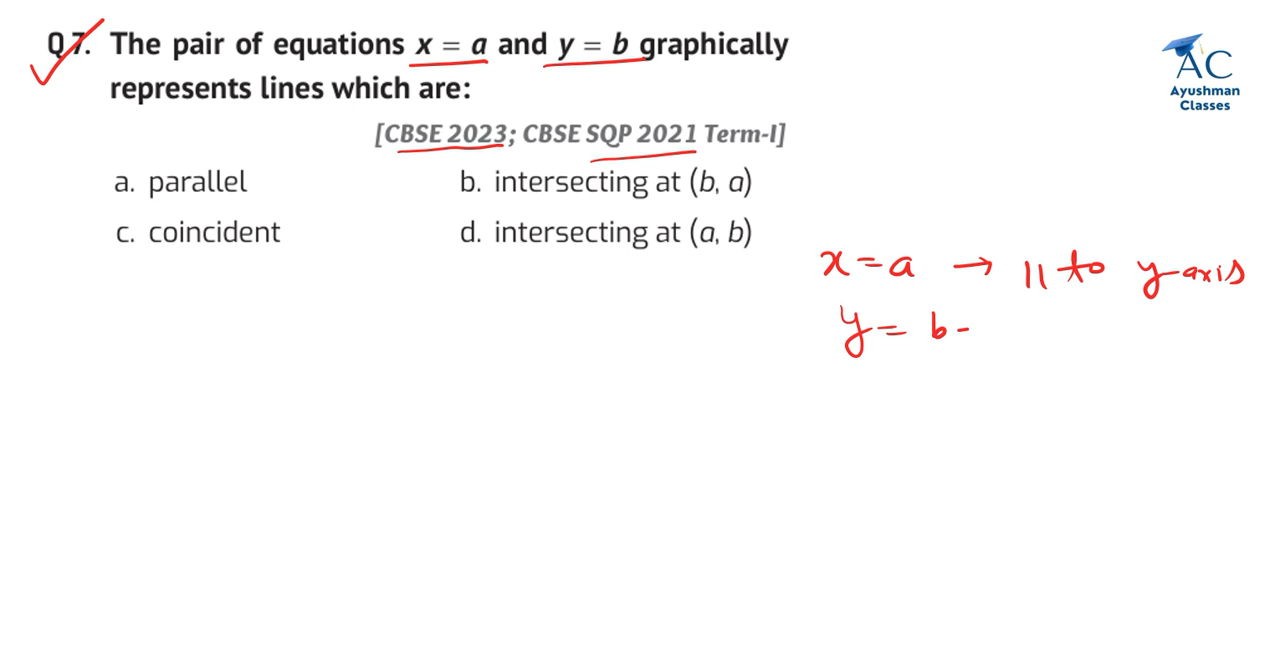 Q.7. The pair of equations x = a and y = b graphically
represents lines which are:
[CBSE 2023; CBSE SQP 2021 Term-I]
a. parallel b. intersecting at (b, a)
c. coincident d. intersecting at (a, b)
x = a → || to y-axis
y = b -
AC
Ayushman
Classes